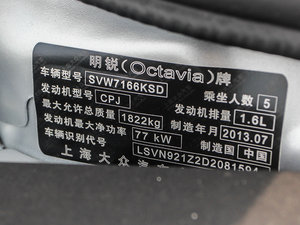 明锐(Octavia)牌
车辆型号 SVW7166KSD 乘坐人数 5
发动机型号 CPJ 发动机排量 1.6L
最大允许总质量 1822kg 制造年月 2013.07
发动机最大净功率 77 kW 制造国 中国
车辆识别代号 LSVN921Z2D2081594
上海大众汽车